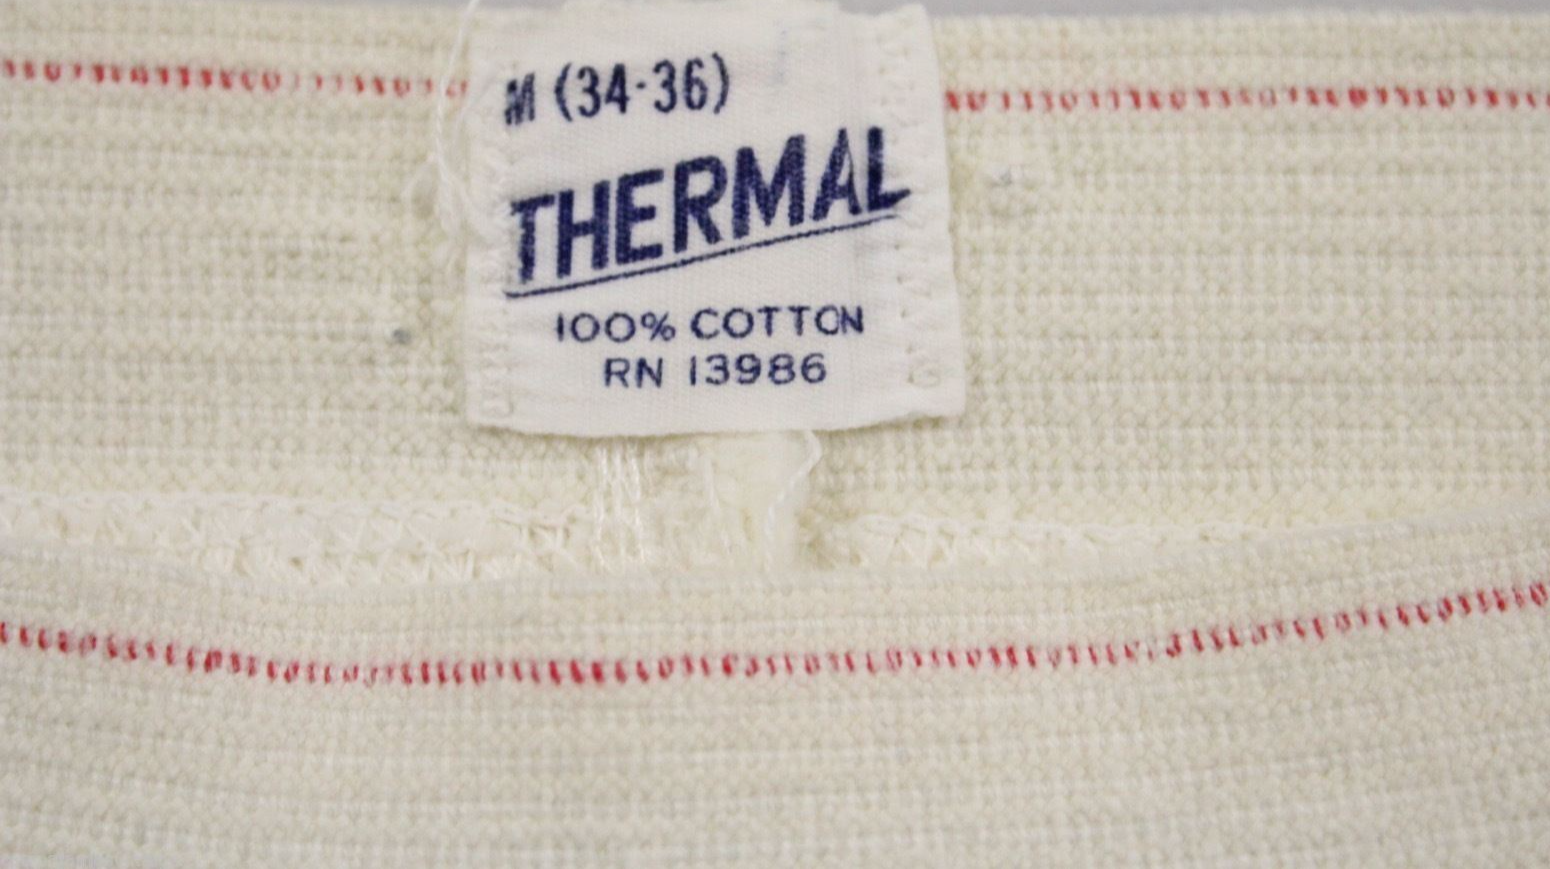 M (34-36)
THERMAL
100% COTTON
RN 13986